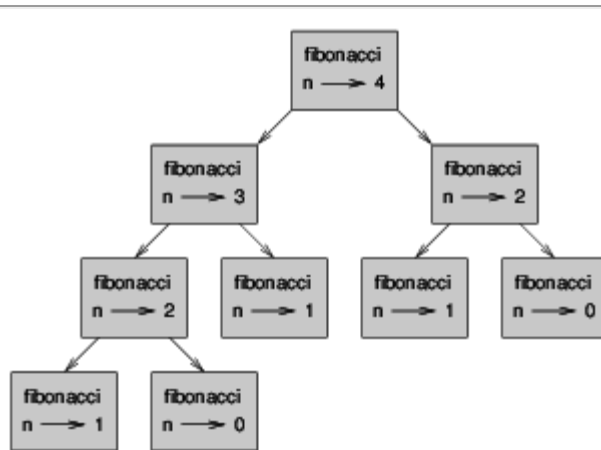 fibonacci
n → 4
fibonacci
n → 3
fibonacci
n → 2
fibonacci
n → 2
fibonacci
n → 1
fibonacci
n → 1
fibonacci
n → 0
fibonacci
n → 1
fibonacci
n → 0